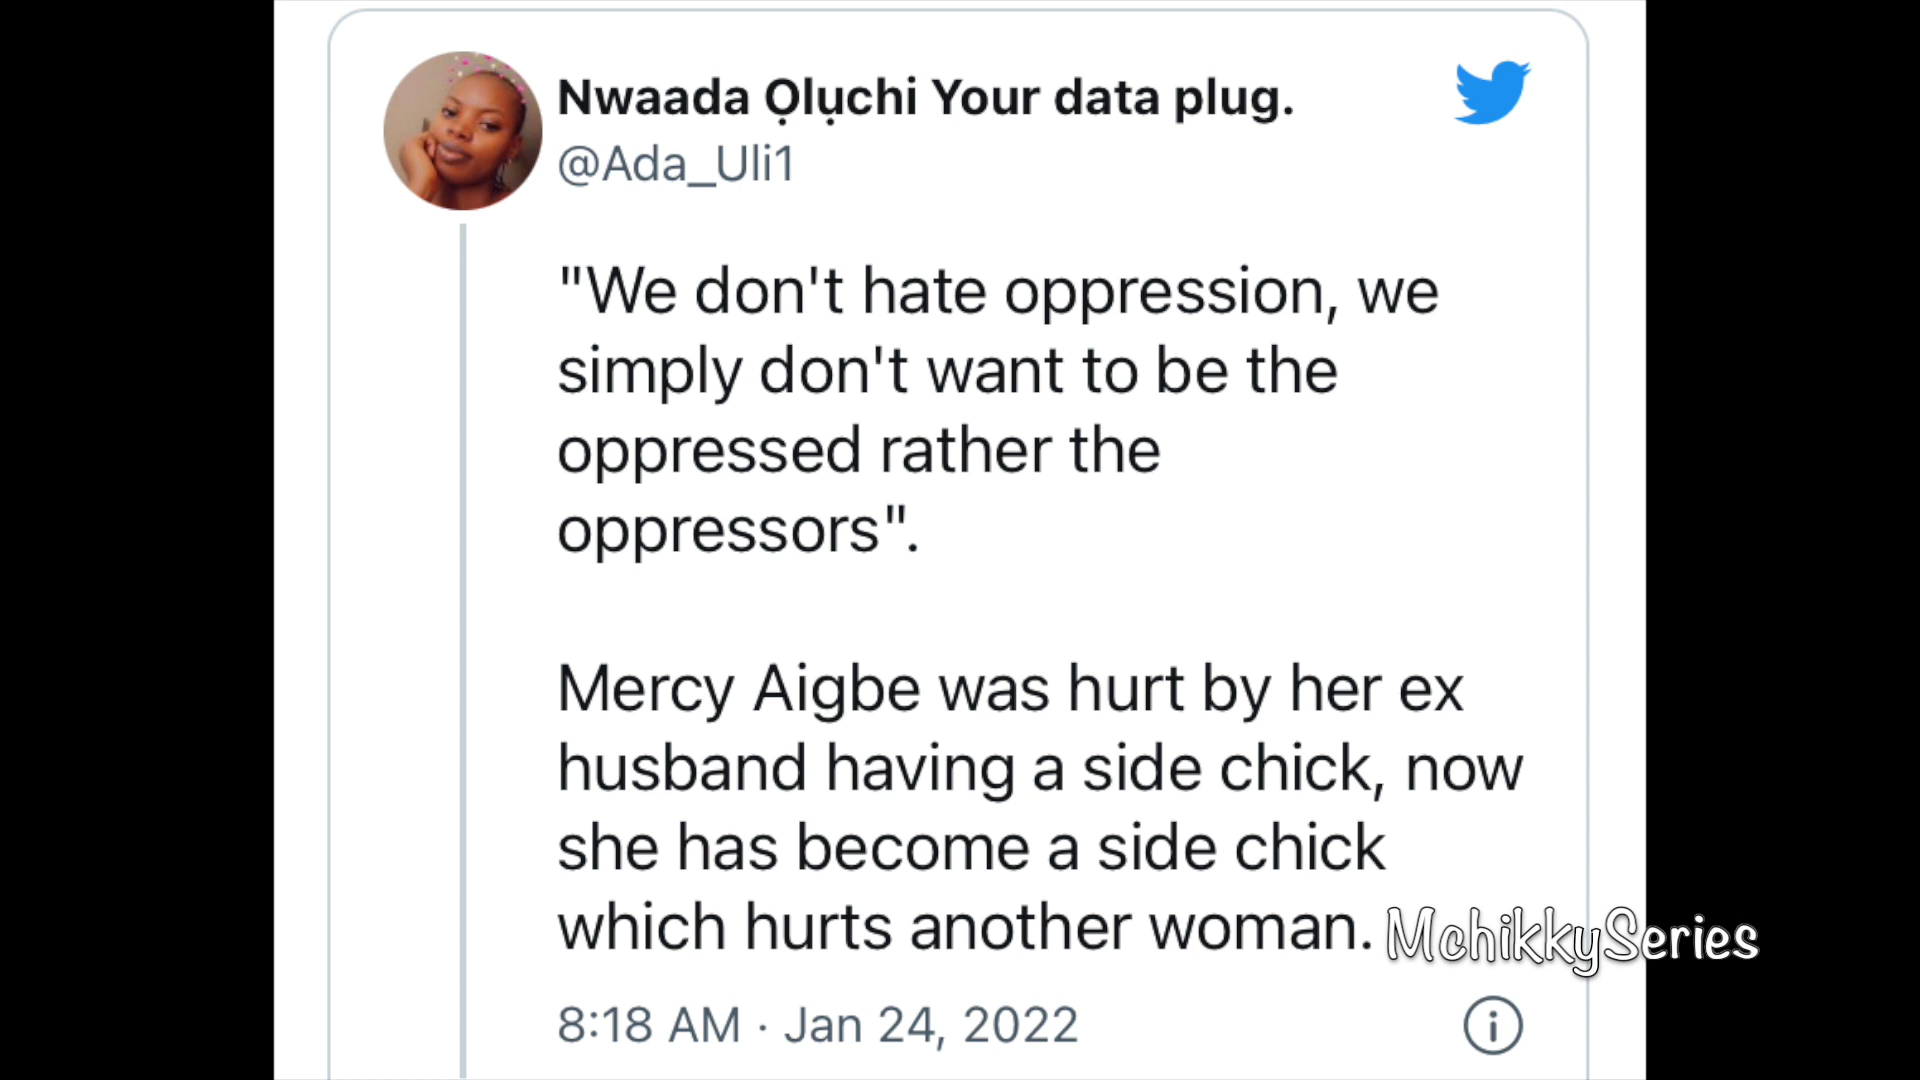 Nwaada Ọlụchi Your data plug.
@Ada_Uli1
"We don't hate oppression, we
simply don't want to be the
oppressed rather the
oppressors".
Mercy Aigbe was hurt by her ex
husband having a side chick, now
she has become a side chick
which hurts another woman.
MchikkySeries
8:18 AM · Jan 24, 2022